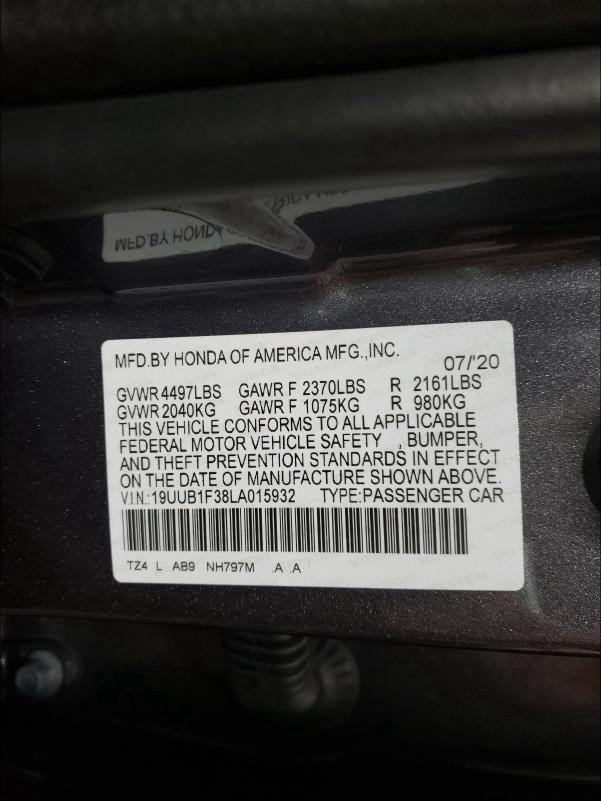 MFD.BY HONDA
MFD.BY HONDA OF AMERICA MFG.,INC. 07/'20
GVWR 4497LBS GAWR F 2370LBS R 2161LBS
GVWR 2040KG GAWR F 1075KG R 980KG
THIS VEHICLE CONFORMS TO ALL APPLICABLE
FEDERAL MOTOR VEHICLE SAFETY , BUMPER,
AND THEFT PREVENTION STANDARDS IN EFFECT
ON THE DATE OF MANUFACTURE SHOWN ABOVE.
V.I.N.:19UUB1F38LA015932 TYPE:PASSENGER CAR
TZ4 L AB9 NH797M .A .A